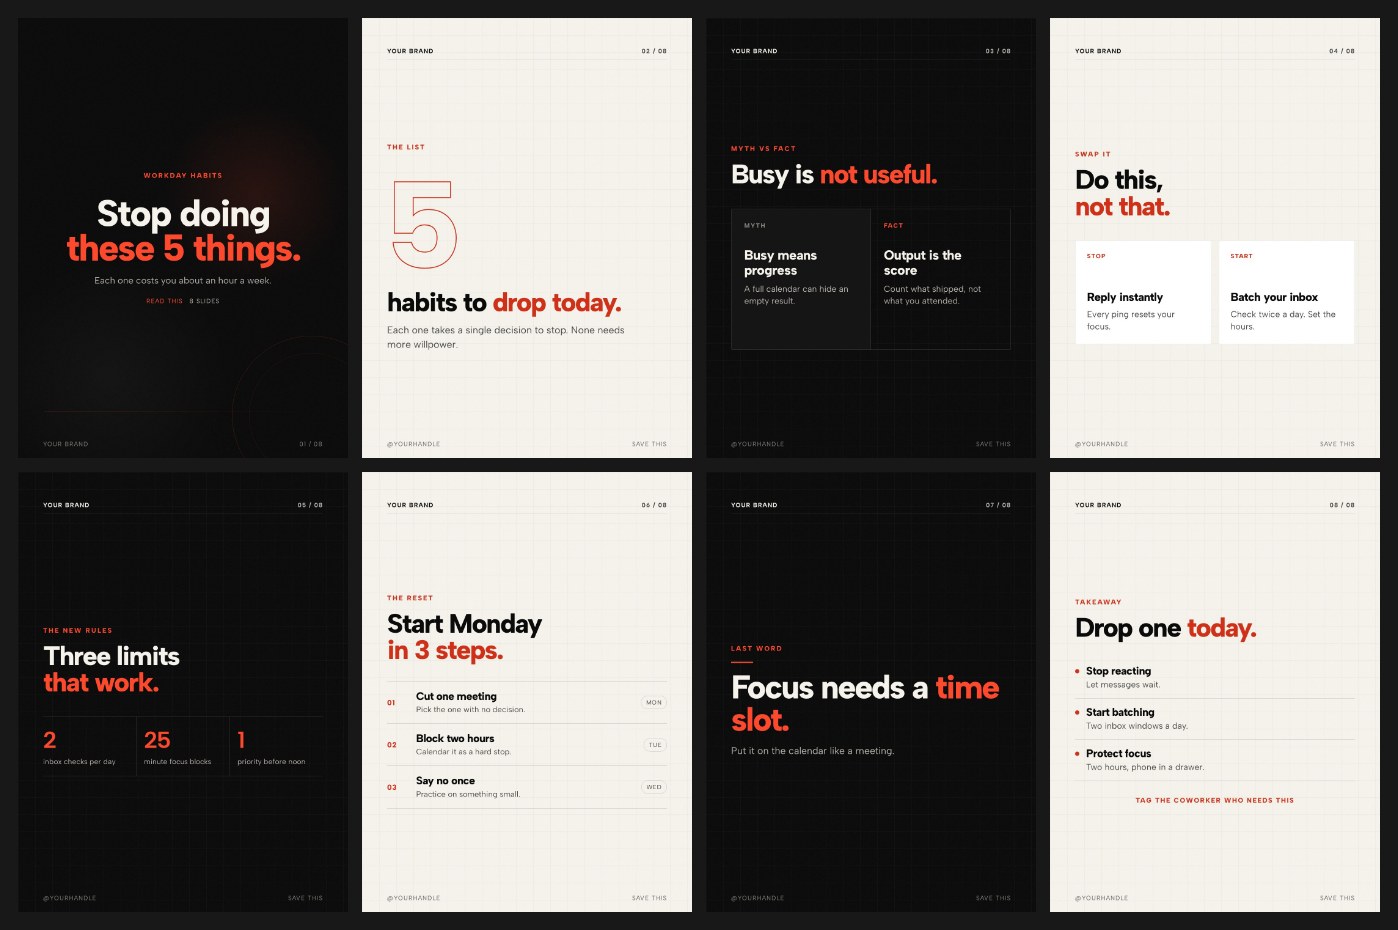 WORKDAY HABITS
Stop doing
these 5 things.
Each one costs you about an hour a week.
READ THIS 8 SLIDES
YOUR BRAND 01 / 08
YOUR BRAND 02 / 08
THE LIST
5
habits to drop today.
Each one takes a single decision to stop. None needs
more willpower.
@YOURHANDLE SAVE THIS
YOUR BRAND 03 / 08
MYTH VS FACT
Busy is not useful.
MYTH
Busy means
progress
A full calendar can hide an
empty result.
FACT
Output is the
score
Count what shipped, not
what you attended.
@YOURHANDLE SAVE THIS
YOUR BRAND 04 / 08
SWAP IT
Do this,
not that.
STOP
Reply instantly
Every ping resets your
focus.
START
Batch your inbox
Check twice a day. Set the
hours.
@YOURHANDLE SAVE THIS
YOUR BRAND 05 / 08
THE NEW RULES
Three limits
that work.
2
inbox checks per day
25
minute focus blocks
1
priority before noon
@YOURHANDLE SAVE THIS
YOUR BRAND 06 / 08
THE RESET
Start Monday
in 3 steps.
01 Cut one meeting MON
Pick the one with no decision.
02 Block two hours TUE
Calendar it as a hard stop.
03 Say no once WED
Practice on something small.
@YOURHANDLE SAVE THIS
YOUR BRAND 07 / 08
LAST WORD
Focus needs a time
slot.
Put it on the calendar like a meeting.
@YOURHANDLE SAVE THIS
YOUR BRAND 08 / 08
TAKEAWAY
Drop one today.
Stop reacting
Let messages wait.
Start batching
Two inbox windows a day.
Protect focus
Two hours, phone in a drawer.
TAG THE COWORKER WHO NEEDS THIS
@YOURHANDLE SAVE THIS